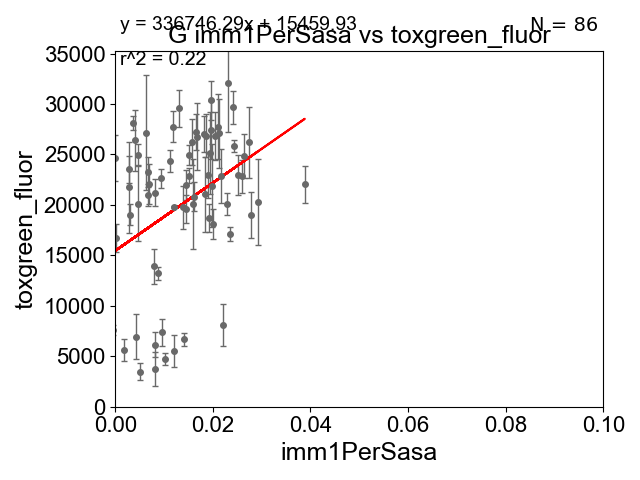 y = 336746.29x + 15459.93
N = 86
G imm1PerSasa vs toxgreen_fluor
r^2 = 0.22
35000
30000
25000
20000
15000
10000
5000
0
toxgreen_fluor
0.00 0.02 0.04 0.06 0.08 0.10
imm1PerSasa